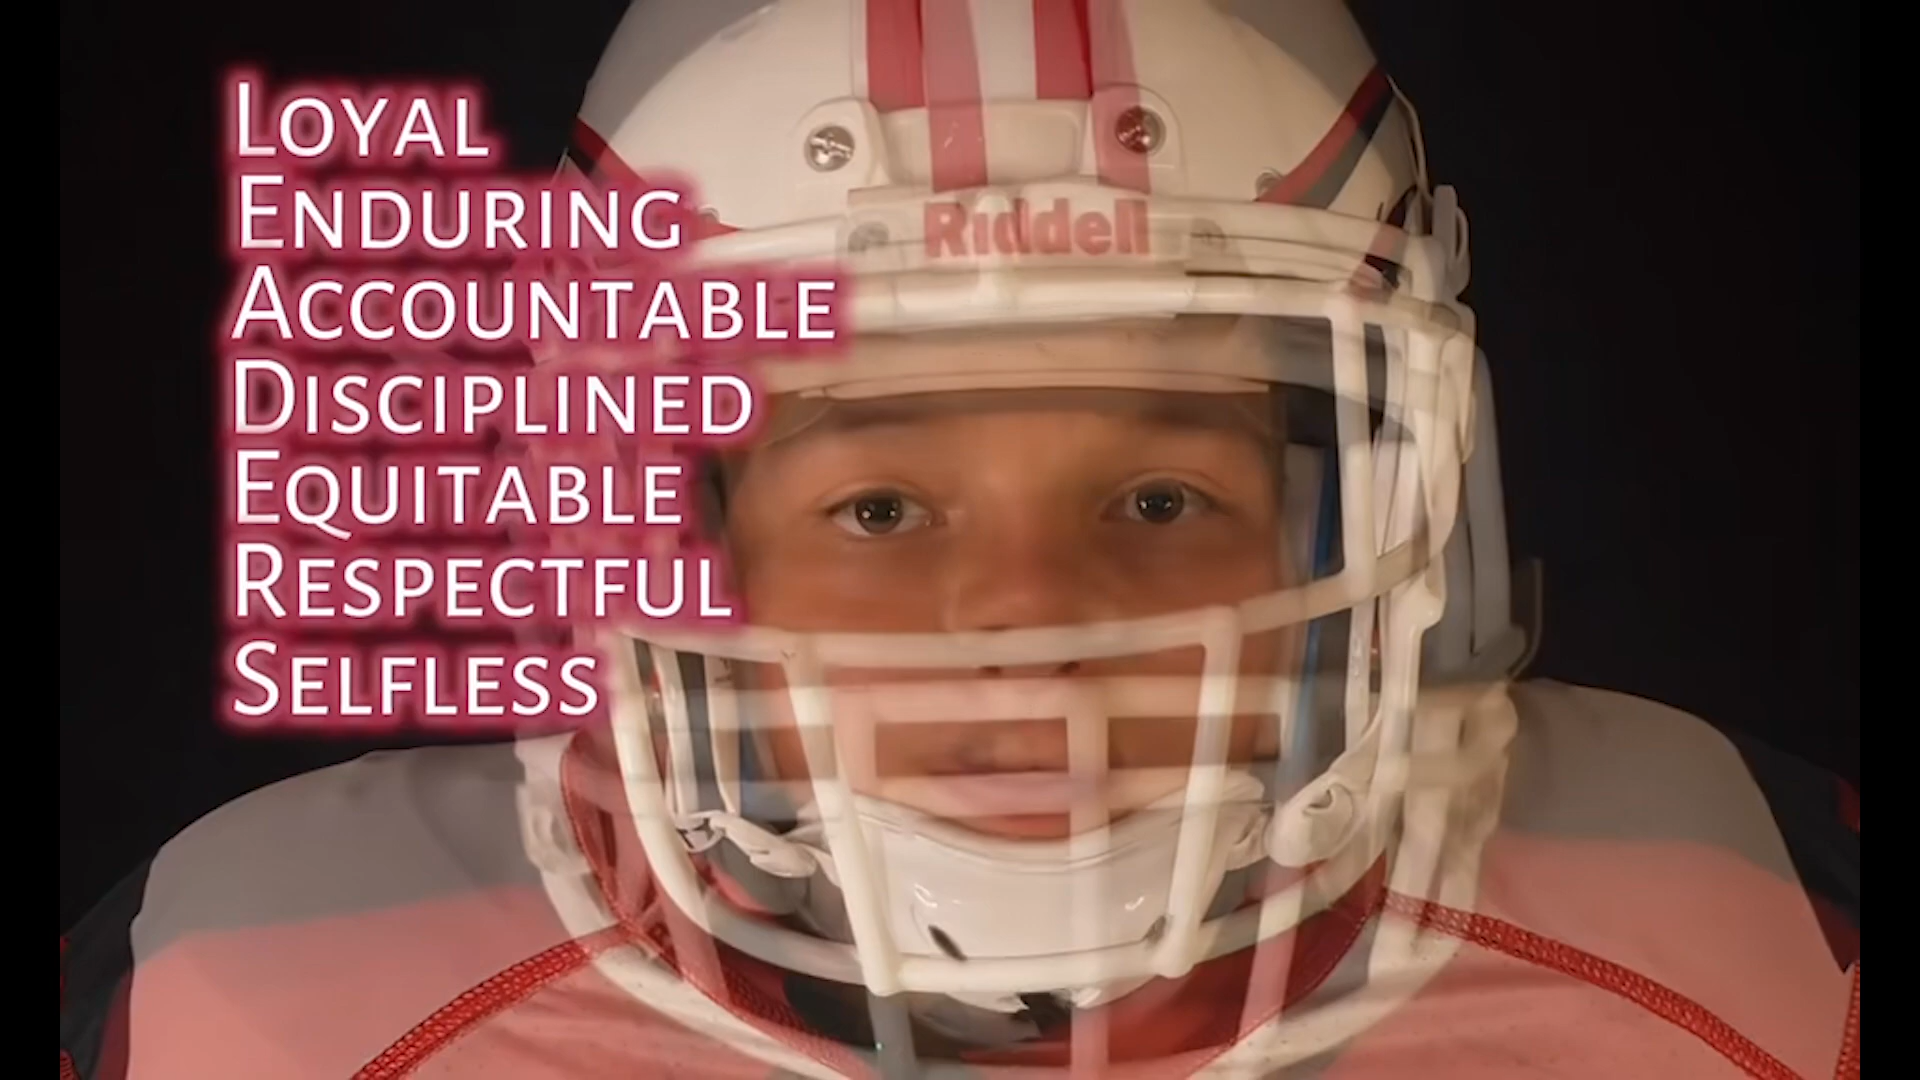 Loyal
Enduring
Accountable
Disciplined
Equitable
Respectful
Selfless
Riddell